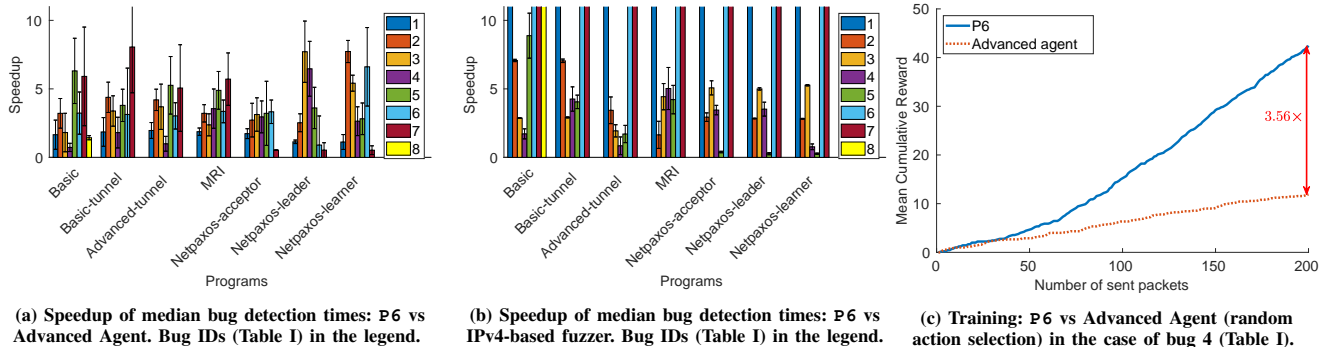 Speedup
10
5
0
1
2
3
4
5
6
7
8
Basic
Basic-tunnel
Advanced-tunnel
MRI
Netpaxos-acceptor
Netpaxos-leader
Netpaxos-learner
Programs
(a) Speedup of median bug detection times: P6 vs
Advanced Agent. Bug IDs (Table I) in the legend.
Speedup
10
5
0
1
2
3
4
5
6
7
8
Basic
Basic-tunnel
Advanced-tunnel
MRI
Netpaxos-acceptor
Netpaxos-leader
Netpaxos-learner
Programs
(b) Speedup of median bug detection times: P6 vs
IPv4-based fuzzer. Bug IDs (Table I) in the legend.
Mean Cumulative Reward
50
40
30
20
10
0
P6
Advanced agent
3.56×
0
50
100
150
200
Number of sent packets
(c) Training: P6 vs Advanced Agent (random
action selection) in the case of bug 4 (Table I).